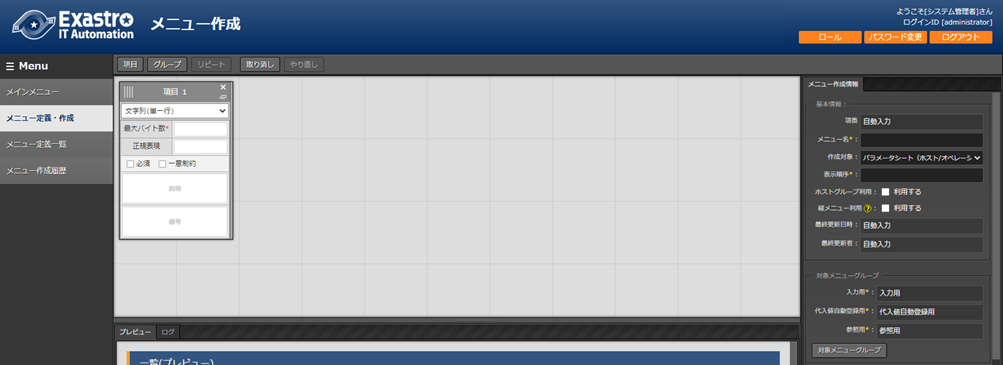 Exastro
IT Automation
メニュー作成
ようこそ[システム管理者]さん
ログインID [administrator]
ロール
パスワード変更
ログアウト
Menu
メインメニュー
メニュー定義・作成
メニュー定義一覧
メニュー作成履歴
項目
グループ
リピート
取り消し
やり直し
項目 1
文字列(単一行)
最大バイト数*
正規表現
必須
一意制約
説明
備考
プレビュー
ログ
一覧(プレビュー)
メニュー作成情報
基本情報:
項番 自動入力
メニュー名*:
作成対象: パラメータシート（ホスト/オペレーシ
表示順序*:
ホストグループ利用: 利用する
縦メニュー利用?: 利用する
最終更新日時: 自動入力
最終更新者: 自動入力
対象メニューグループ
入力用*: 入力用
代入値自動登録用*: 代入値自動登録用
参照用*: 参照用
対象メニューグループ